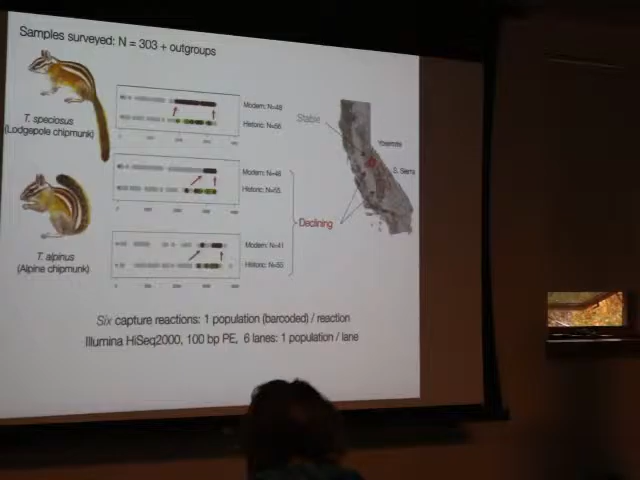 Samples surveyed: N = 303 + outgroups
T. speciosus
(Lodgepole chipmunk)
Modern: N=48
Historic: N=56
Stable
Yosemite
S. Sierra
Modern: N=48
Historic: N=55
Declining
T. alpinus
(Alpine chipmunk)
Modern: N=41
Historic: N=55
Six capture reactions: 1 population (barcoded) / reaction
Illumina HiSeq2000, 100 bp PE, 6 lanes: 1 population / lane